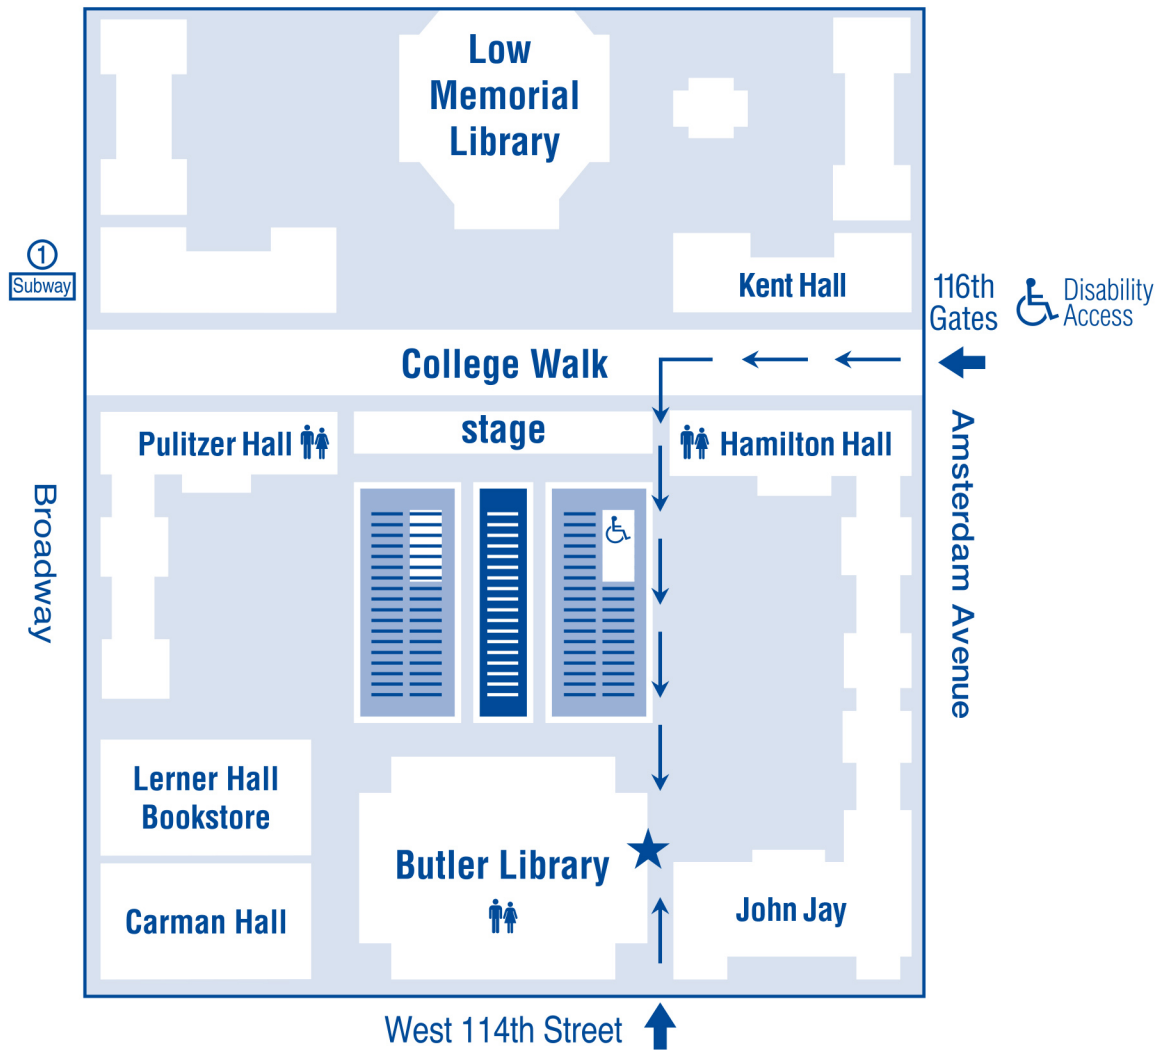 Low
Memorial
Library
1
Subway
Kent Hall
116th
Gates
Disability
Access
College Walk
stage
Pulitzer Hall
Hamilton Hall
Broadway
Amsterdam Avenue
Lerner Hall
Bookstore
Butler Library
Carman Hall
John Jay
West 114th Street